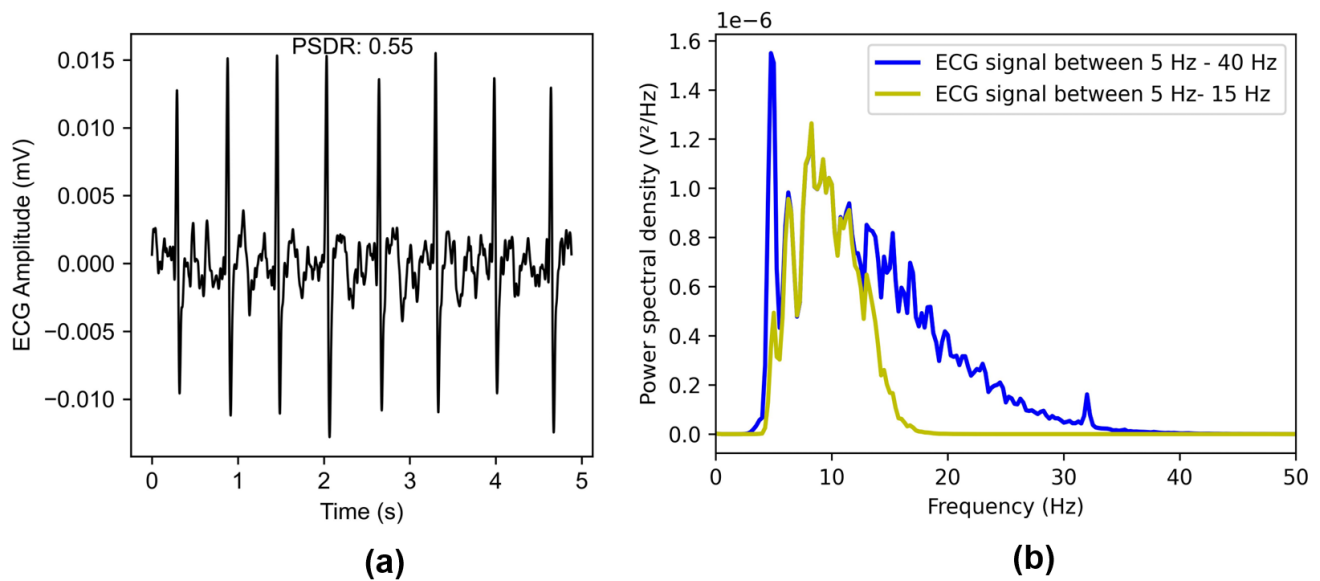 PSDR: 0.55
ECG Amplitude (mV)
0.015
0.010
0.005
0.000
−0.005
−0.010
0 1 2 3 4 5
Time (s)
(a)
1e−6
ECG signal between 5 Hz - 40 Hz
ECG signal between 5 Hz- 15 Hz
Power spectral density (V²/Hz)
1.6
1.4
1.2
1.0
0.8
0.6
0.4
0.2
0.0
0 10 20 30 40 50
Frequency (Hz)
(b)